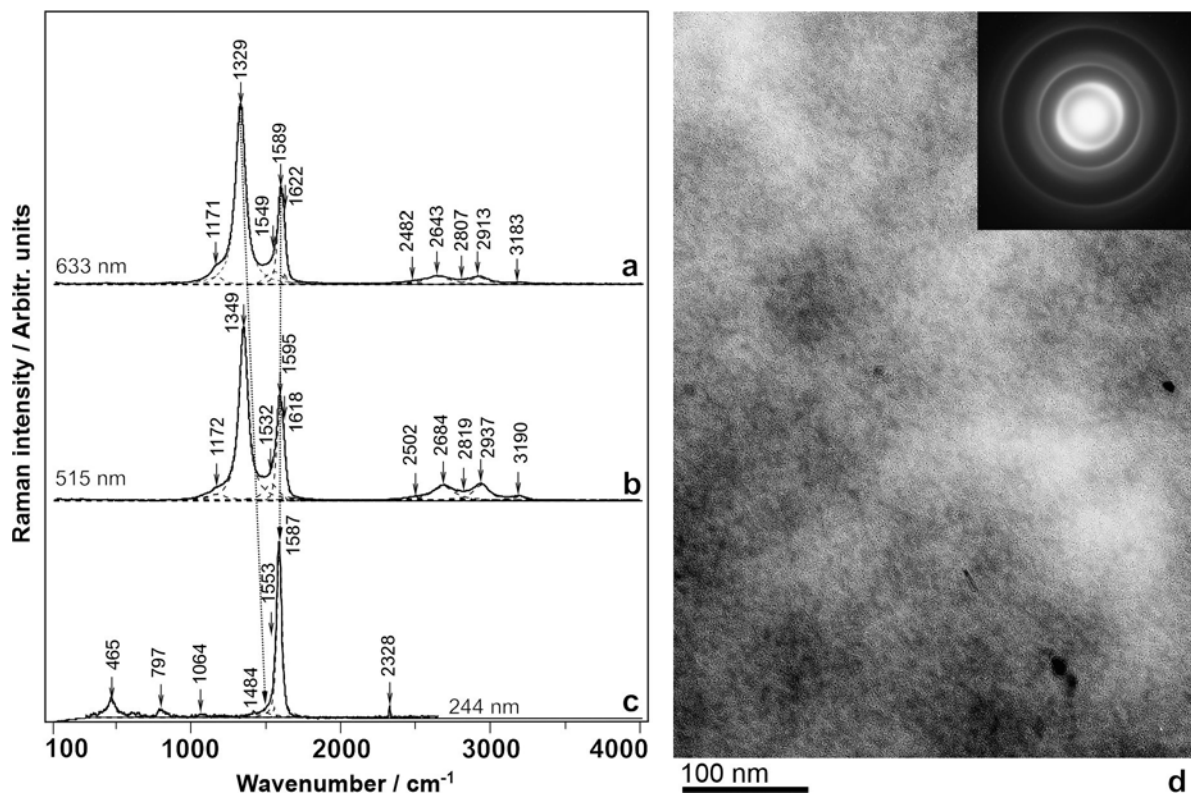 Raman intensity / Arbitr. units
1329
1589
1622
1171
1549
2482
2643
2807
2913
3183
633 nm
a
1349
1595
1618
1172
1532
2502
2684
2819
2937
3190
515 nm
b
1587
1553
465
797
1064
1484
2328
244 nm
c
100 1000 2000 3000 4000
Wavenumber / cm⁻¹
100 nm
d